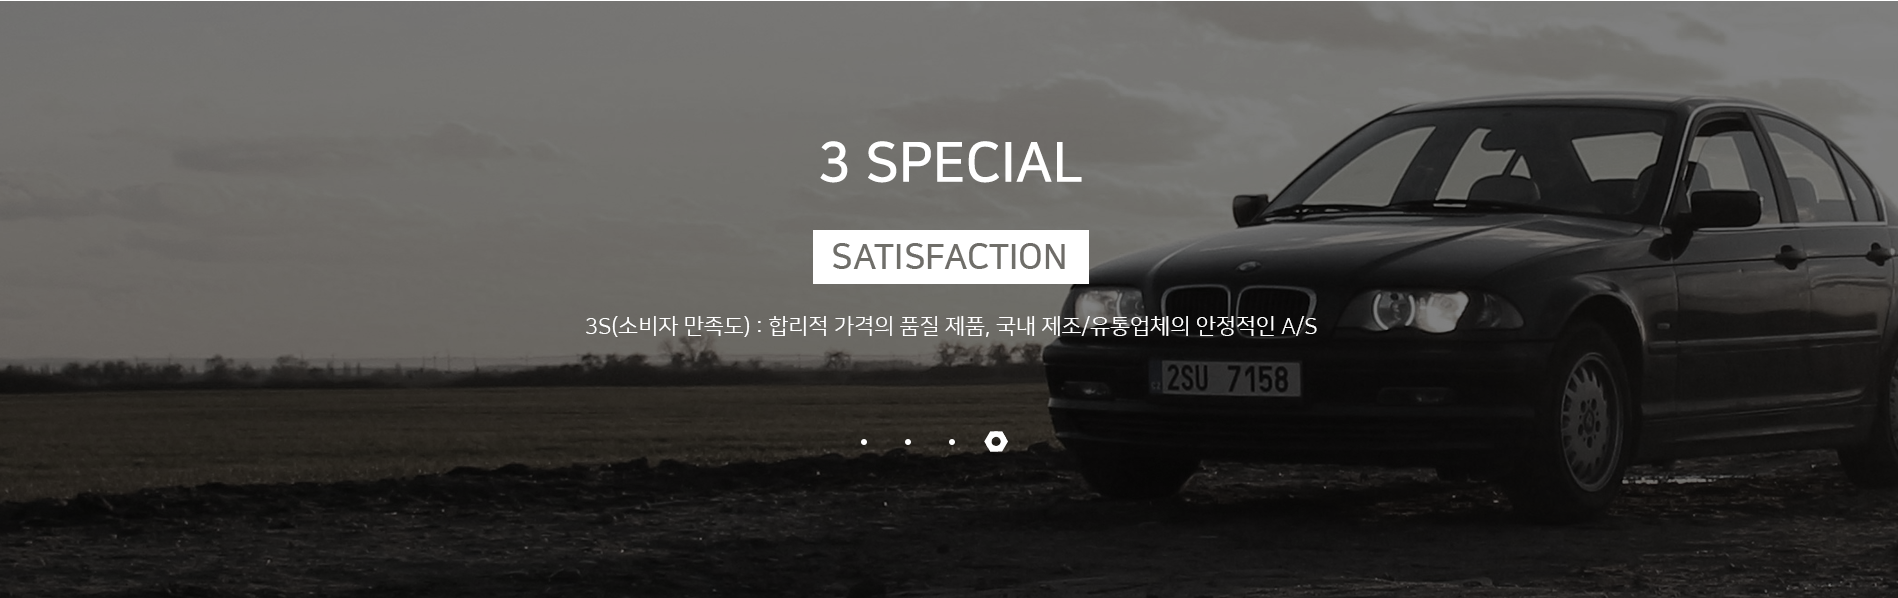 3 SPECIAL
SATISFACTION
3S(소비자 만족도) : 합리적 가격의 품질 제품, 국내 제조/유통업체의 안정적인 A/S
2SU 7158